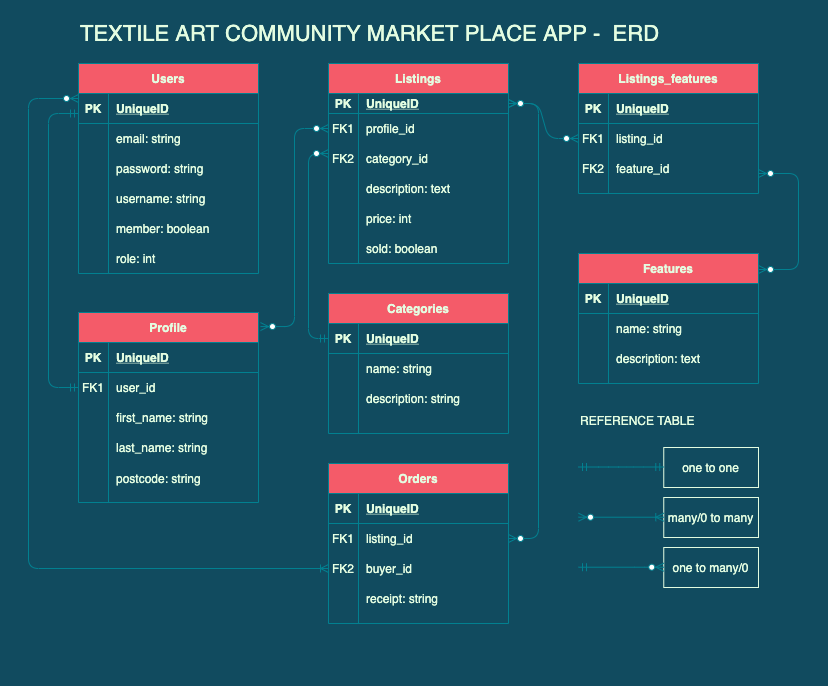 TEXTILE ART COMMUNITY MARKET PLACE APP - ERD
Users
PK UniqueID
email: string
password: string
username: string
member: boolean
role: int
Listings
PK UniqueID
FK1 profile_id
FK2 category_id
description: text
price: int
sold: boolean
Listings_features
PK UniqueID
FK1 listing_id
FK2 feature_id
Profile
PK UniqueID
FK1 user_id
first_name: string
last_name: string
postcode: string
Categories
PK UniqueID
name: string
description: string
Features
PK UniqueID
name: string
description: text
Orders
PK UniqueID
FK1 listing_id
FK2 buyer_id
receipt: string
REFERENCE TABLE
one to one
many/0 to many
one to many/0